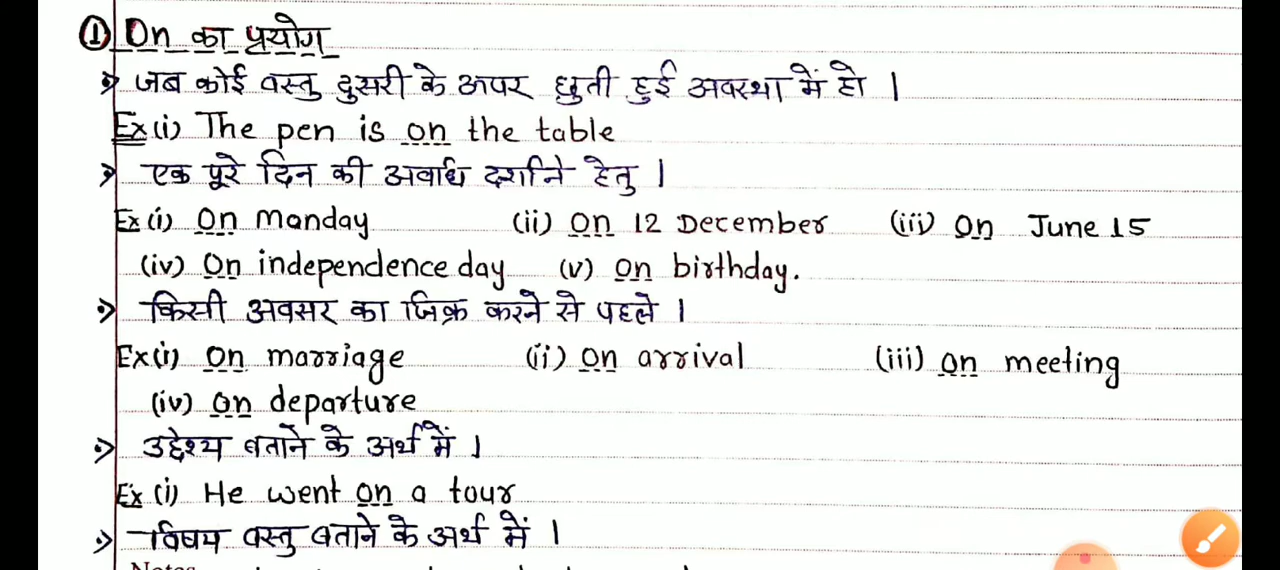 ① On का प्रयोग
> जब कोई वस्तु दुसरी के ऊपर छुती हुई अवस्था में हो ।
Ex (i) The pen is on the table
> एक पूरे दिन की अवधि दर्शाने हेतु ।
Ex (i) On Manday (ii) On 12 December (iii) On June 15
(iv) On independence day (v) On birthday.
> किसी अवसर का जिक्र करने से पहले ।
Ex (i) On marriage (ii) On arrival (iii) On meeting
(iv) On departure
> उद्देश्य बताने के अर्थ में ।
Ex (i) He went on a tour
> विषय वस्तु बताने के अर्थ में ।